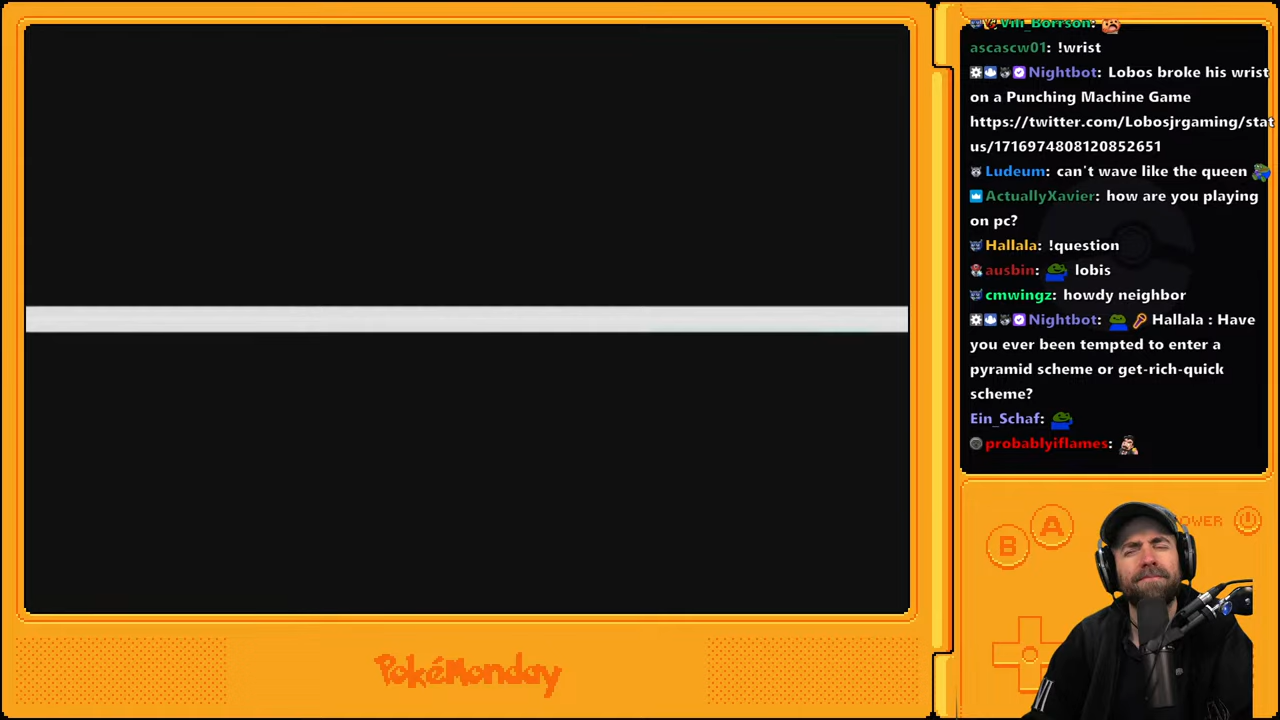 Vili_Borrson:
ascascw01: !wrist
Nightbot: Lobos broke his wrist
on a Punching Machine Game
https://twitter.com/Lobosjrgaming/stat
us/1716974808120852651
Ludeum: can't wave like the queen
ActuallyXavier: how are you playing
on pc?
Hallala: !question
ausbin: lobis
cmwingz: howdy neighbor
Nightbot: Hallala : Have
you ever been tempted to enter a
pyramid scheme or get-rich-quick
scheme?
Ein_Schaf:
probablyiflames:
B A OWER
PokéMonday